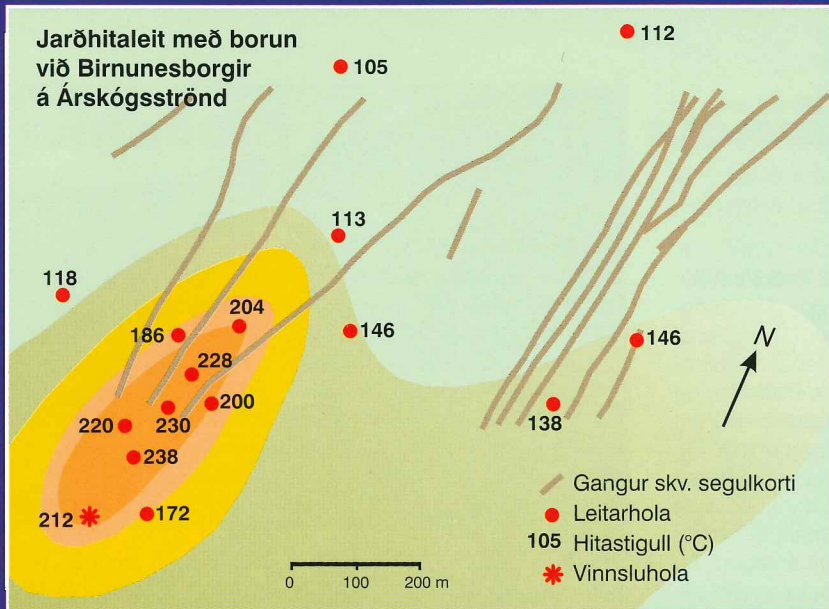 Jarðhitaleit með borun
við Birnunesborgir
á Árskógsströnd
112
105
113
118
204
186
146
146
228
200
138
220
230
238
212
172
N
Gangur skv. segulkorti
Leitarhola
105 Hitastigull (°C)
Vinnsluhola
0 100 200 m